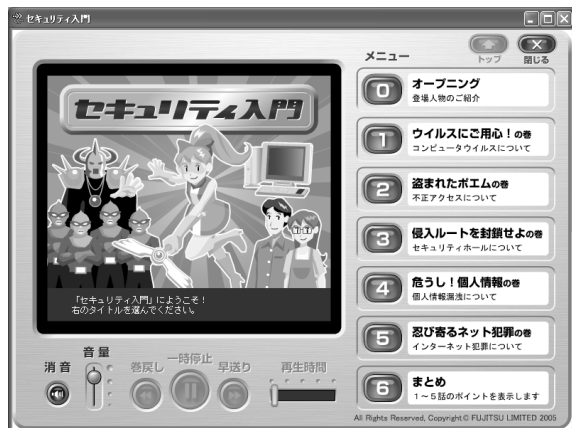 セキュリティ入門
メニュー
トップ
閉じる
セキュリティ入門
「セキュリティ入門」にようこそ！
右のタイトルを選んでください。
0
オープニング
登場人物のご紹介
1
ウイルスにご用心！の巻
コンピュータウイルスについて
2
盗まれたポエムの巻
不正アクセスについて
3
侵入ルートを封鎖せよの巻
セキュリティホールについて
4
危うし！個人情報の巻
個人情報漏洩について
5
忍び寄るネット犯罪の巻
インターネット犯罪について
6
まとめ
1～5話のポイントを表示します
消音
音量
巻戻し
一時停止
早送り
再生時間
All Rights Reserved, Copyright © FUJITSU LIMITED 2005